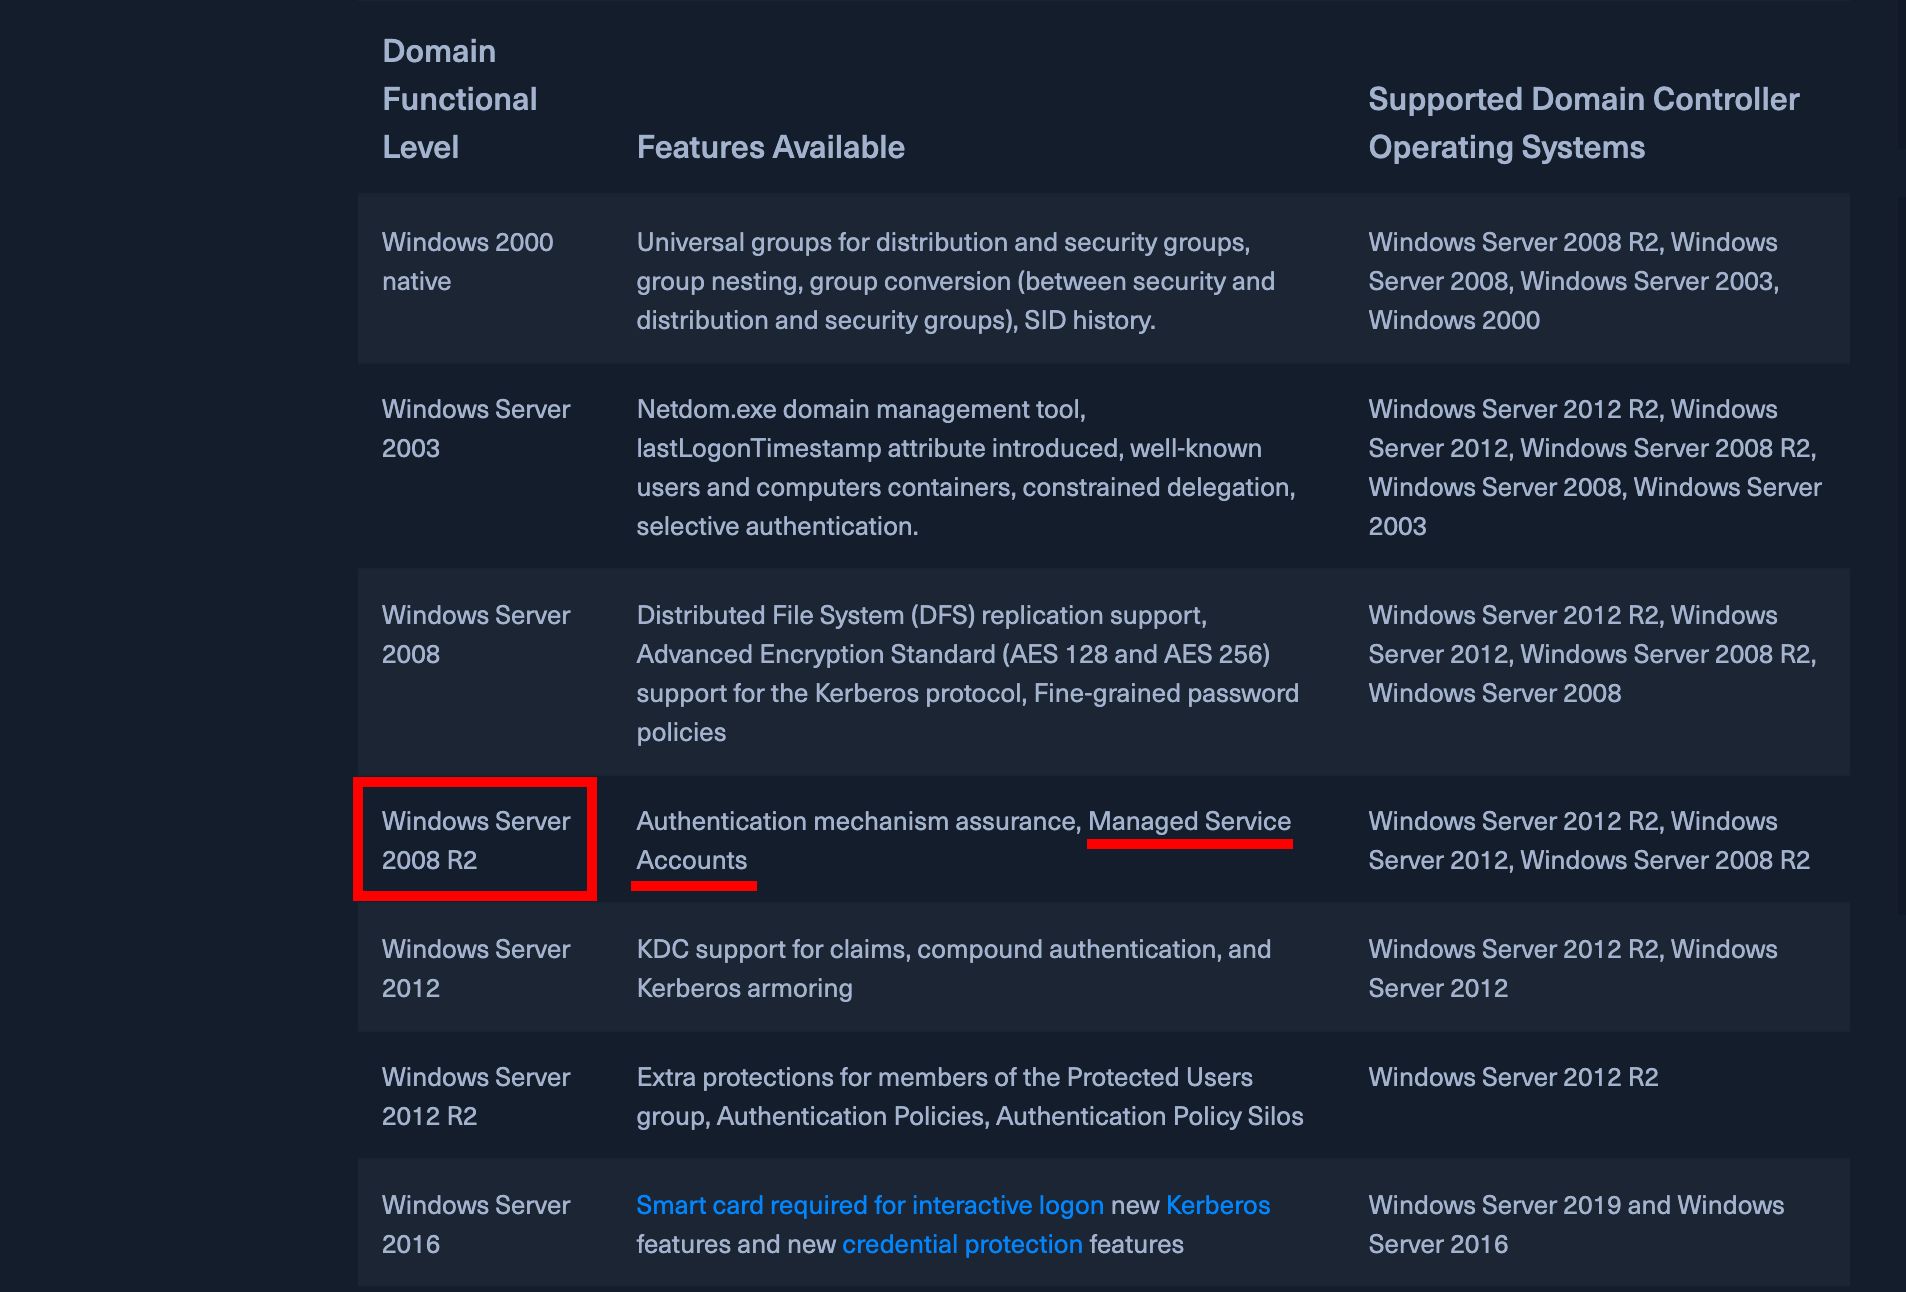 Domain
Functional
Level
Features Available
Supported Domain Controller
Operating Systems
Windows 2000
native
Universal groups for distribution and security groups,
group nesting, group conversion (between security and
distribution and security groups), SID history.
Windows Server 2008 R2, Windows
Server 2008, Windows Server 2003,
Windows 2000
Windows Server
2003
Netdom.exe domain management tool,
lastLogonTimestamp attribute introduced, well-known
users and computers containers, constrained delegation,
selective authentication.
Windows Server 2012 R2, Windows
Server 2012, Windows Server 2008 R2,
Windows Server 2008, Windows Server
2003
Windows Server
2008
Distributed File System (DFS) replication support,
Advanced Encryption Standard (AES 128 and AES 256)
support for the Kerberos protocol, Fine-grained password
policies
Windows Server 2012 R2, Windows
Server 2012, Windows Server 2008 R2,
Windows Server 2008
Windows Server
2008 R2
Authentication mechanism assurance, Managed Service
Accounts
Windows Server 2012 R2, Windows
Server 2012, Windows Server 2008 R2
Windows Server
2012
KDC support for claims, compound authentication, and
Kerberos armoring
Windows Server 2012 R2, Windows
Server 2012
Windows Server
2012 R2
Extra protections for members of the Protected Users
group, Authentication Policies, Authentication Policy Silos
Windows Server 2012 R2
Windows Server
2016
Smart card required for interactive logon new Kerberos
features and new credential protection features
Windows Server 2019 and Windows
Server 2016